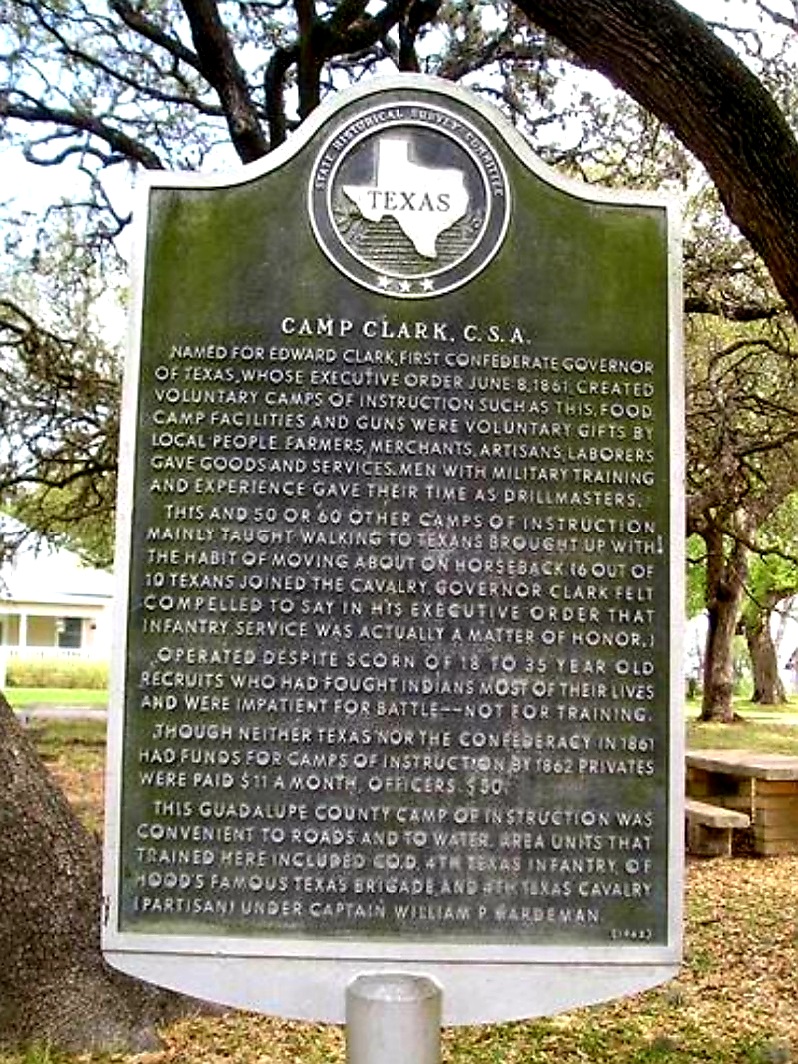 STATE HISTORICAL SURVEY COMMITTEE
TEXAS
CAMP CLARK, C.S.A.
NAMED FOR EDWARD CLARK, FIRST CONFEDERATE GOVERNOR
OF TEXAS, WHOSE EXECUTIVE ORDER JUNE 8, 1861, CREATED
VOLUNTARY CAMPS OF INSTRUCTION SUCH AS THIS. FOOD,
CAMP FACILITIES AND GUNS WERE VOLUNTARY GIFTS BY
LOCAL PEOPLE. FARMERS, MERCHANTS, ARTISANS, LABORERS
GAVE GOODS AND SERVICES. MEN WITH MILITARY TRAINING
AND EXPERIENCE GAVE THEIR TIME AS DRILLMASTERS.
THIS AND 50 OR 60 OTHER CAMPS OF INSTRUCTION
MAINLY TAUGHT WALKING TO TEXANS BROUGHT UP WITH
THE HABIT OF MOVING ABOUT ON HORSEBACK. (6 OUT OF
10 TEXANS JOINED THE CAVALRY. GOVERNOR CLARK FELT
COMPELLED TO SAY IN HIS EXECUTIVE ORDER THAT
INFANTRY SERVICE WAS ACTUALLY A MATTER OF HONOR.)
OPERATED DESPITE SCORN OF 18 TO 35 YEAR OLD
RECRUITS WHO HAD FOUGHT INDIANS MOST OF THEIR LIVES
AND WERE IMPATIENT FOR BATTLE--NOT FOR TRAINING.
THOUGH NEITHER TEXAS NOR THE CONFEDERACY IN 1861
HAD FUNDS FOR CAMPS OF INSTRUCTION, BY 1862 PRIVATES
WERE PAID $11 A MONTH, OFFICERS $50.
THIS GUADALUPE COUNTY CAMP OF INSTRUCTION WAS
CONVENIENT TO ROADS AND TO WATER. AREA UNITS THAT
TRAINED HERE INCLUDED CO. D, 4TH TEXAS INFANTRY, OF
HOOD'S FAMOUS TEXAS BRIGADE, AND 4TH TEXAS CAVALRY
(PARTISAN) UNDER CAPTAIN WILLIAM P. HARDEMAN.